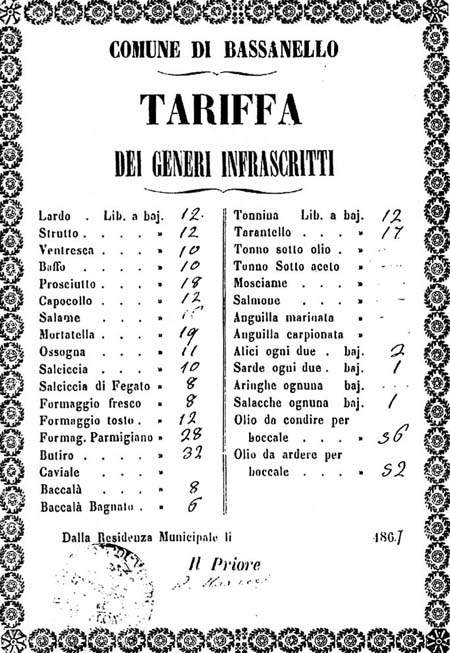 COMUNE DI BASSANELLO
TARIFFA
DEI GENERI INFRASCRITTI
Lardo . Lib. a baj. 12.
Strutto . . . . » 12
Ventresca . . . » 10
Baffo . . . . » 10
Prosciutto . . . » 18
Capocollo . . . » 12
Salame . . . . »
Mortatella . . . » 19
Ossogna . . . » 11
Salciccia . . . » 10
Salciccia di Fegato » 8
Formaggio fresco » 8
Formaggio tosto . » 12
Formag. Parmigiano » 28
Butiro . . . . » 32
Caviale . . . »
Baccalà . . . » 8
Baccalà Bagnato . » 6
Tonnina Lib. a baj. 12
Tarantello . . . » 17
Tonno sotto olio . »
Tonno Sotto aceto »
Mosciame . . . »
Salmone . . . . »
Anguilla marinata »
Anguilla carpionata »
Alici ogni due . baj. 2
Sarde ogni due . baj. 1
Aringhe ognuna baj.
Salacche ognuna baj. 1
Olio da condire per
boccale . . . » 36
Olio da ardere per
boccale . . . » 32
Dalla Residenza Municipale li 1867
Il Priore